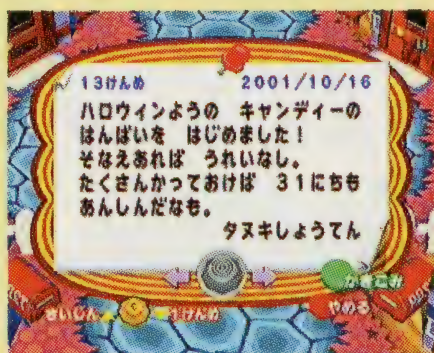 13けんめ 2001/10/16
ハロウィンようの キャンディーの
はんばいを はじめました!
そなえあれば うれいなし。
たくさんかっておけば 31にちも
あんしんだなも。
タヌキしょうてん
かきこみ
さいしん 1けんめ
やめる